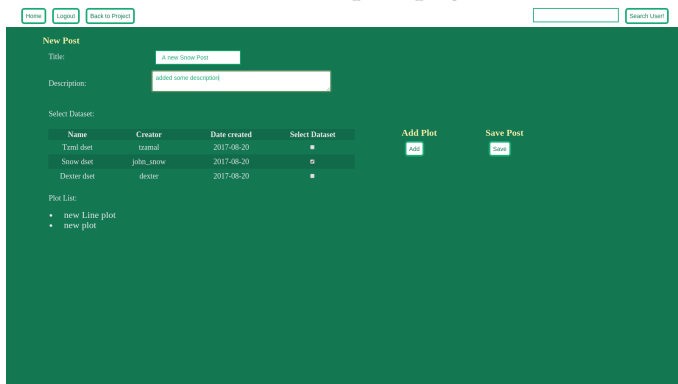 Home Logout Back to Project Search User!
New Post
Title: A new Snow Post
Description: added some description
Select Dataset:
Name Creator Date created Select Dataset Add Plot Save Post
Tzml dset tzamal 2017-08-20 Add Save
Snow dset john_snow 2017-08-20
Dexter dset dexter 2017-08-20
Plot List:
• new Line plot
• new plot